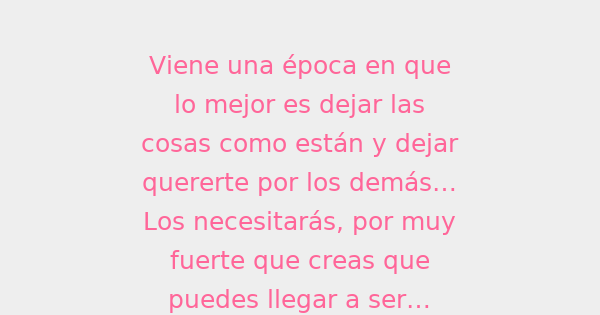 Viene una época en que
lo mejor es dejar las
cosas como están y dejar
quererte por los demás...
Los necesitarás, por muy
fuerte que creas que
puedes llegar a ser...